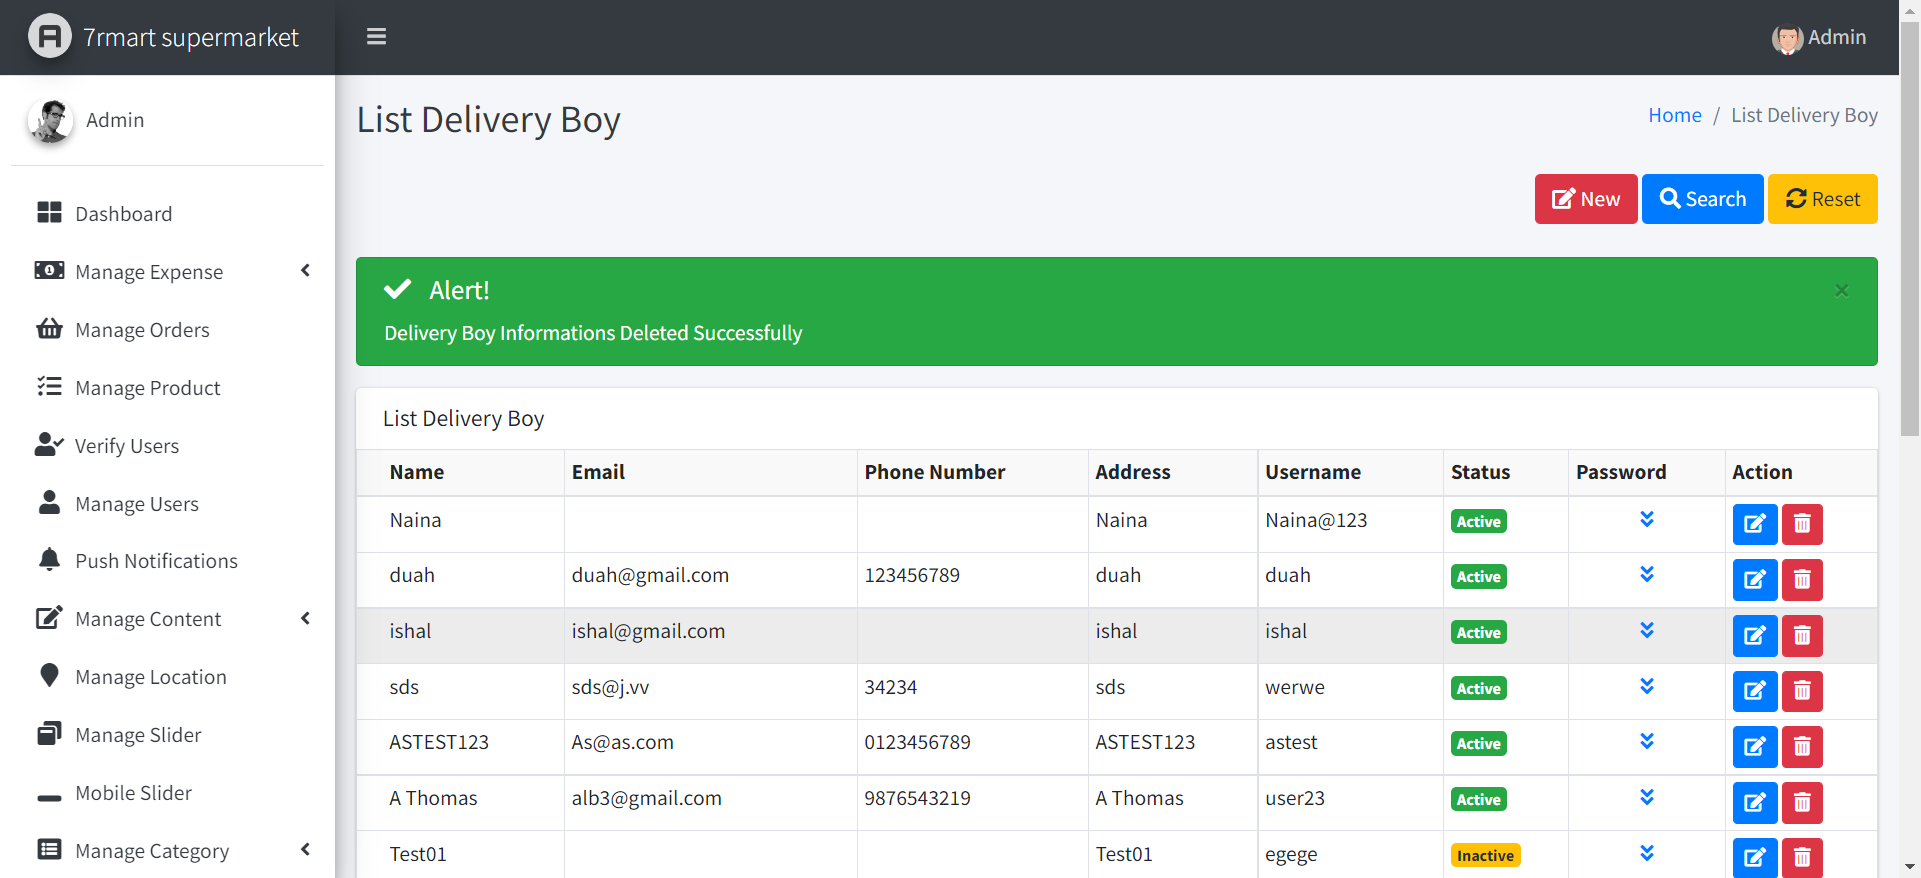 7rmart supermarket
Admin
Admin
Dashboard
Manage Expense
Manage Orders
Manage Product
Verify Users
Manage Users
Push Notifications
Manage Content
Manage Location
Manage Slider
Mobile Slider
Manage Category
List Delivery Boy
Home / List Delivery Boy
New Search Reset
Alert! ×
Delivery Boy Informations Deleted Successfully
List Delivery Boy
Name Email Phone Number Address Username Status Password Action
Naina Naina Naina@123 Active
duah duah@gmail.com 123456789 duah duah Active
ishal ishal@gmail.com ishal ishal Active
sds sds@j.vv 34234 sds werwe Active
ASTEST123 As@as.com 0123456789 ASTEST123 astest Active
A Thomas alb3@gmail.com 9876543219 A Thomas user23 Active
Test01 Test01 egege Inactive